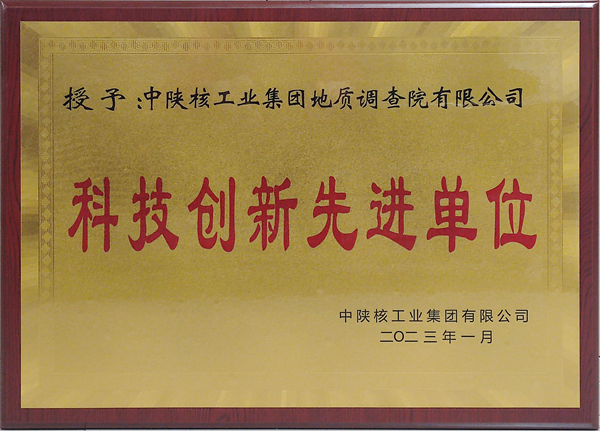 授予:中陕核工业集团地质调查院有限公司
科技创新先进单位
中陕核工业集团有限公司
二〇二三年一月